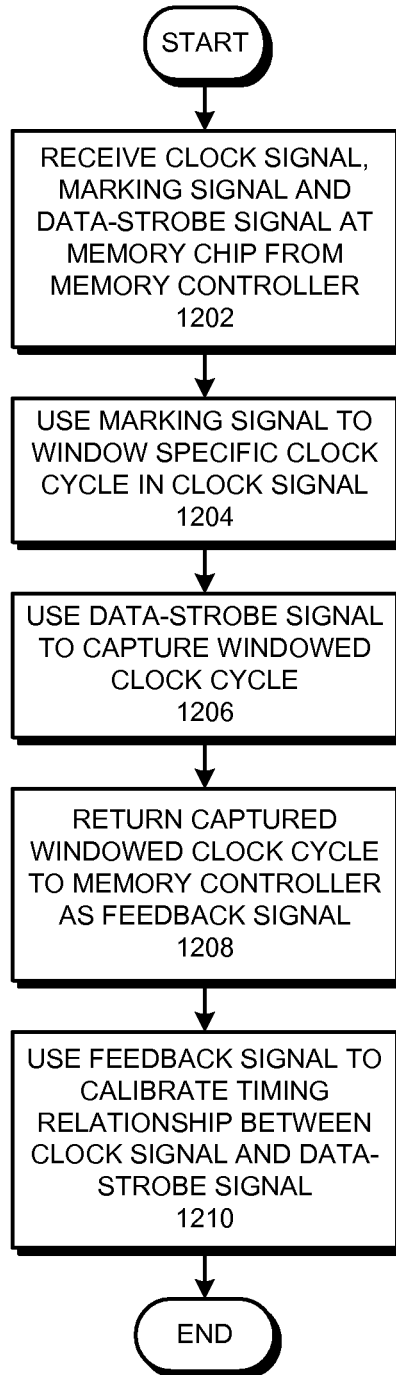 START
RECEIVE CLOCK SIGNAL,
MARKING SIGNAL AND
DATA-STROBE SIGNAL AT
MEMORY CHIP FROM
MEMORY CONTROLLER
1202
USE MARKING SIGNAL TO
WINDOW SPECIFIC CLOCK
CYCLE IN CLOCK SIGNAL
1204
USE DATA-STROBE SIGNAL
TO CAPTURE WINDOWED
CLOCK CYCLE
1206
RETURN CAPTURED
WINDOWED CLOCK CYCLE
TO MEMORY CONTROLLER
AS FEEDBACK SIGNAL
1208
USE FEEDBACK SIGNAL TO
CALIBRATE TIMING
RELATIONSHIP BETWEEN
CLOCK SIGNAL AND DATA-
STROBE SIGNAL
1210
END